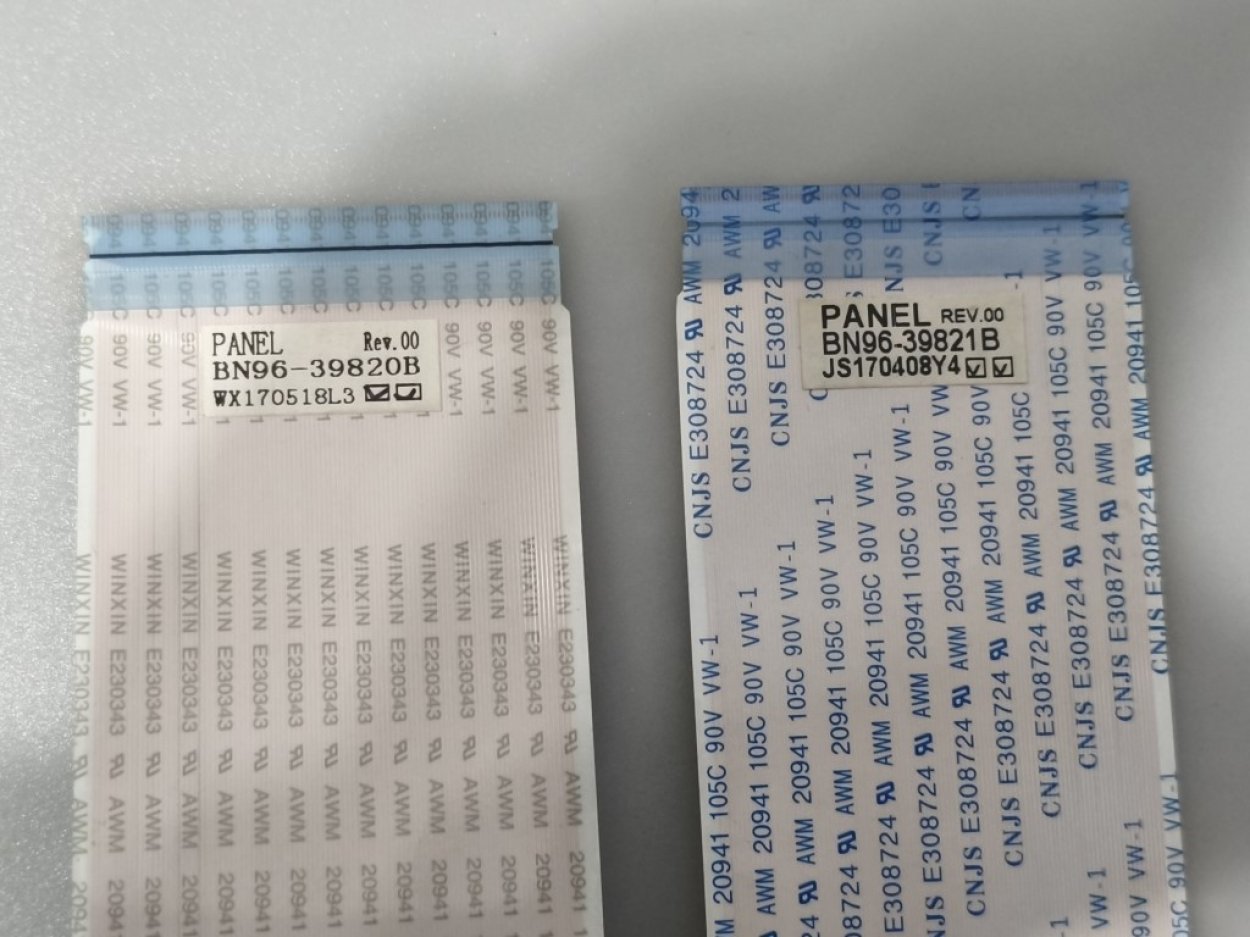 PANEL Rev.00
BN96-39820B
WX170518L3
PANEL REV.00
BN96-39821B
JS170408Y4
105C 90V VW-1
WINXIN E230343 AWM 20941
CNJS E308724 AWM 20941 105C 90V VW-1